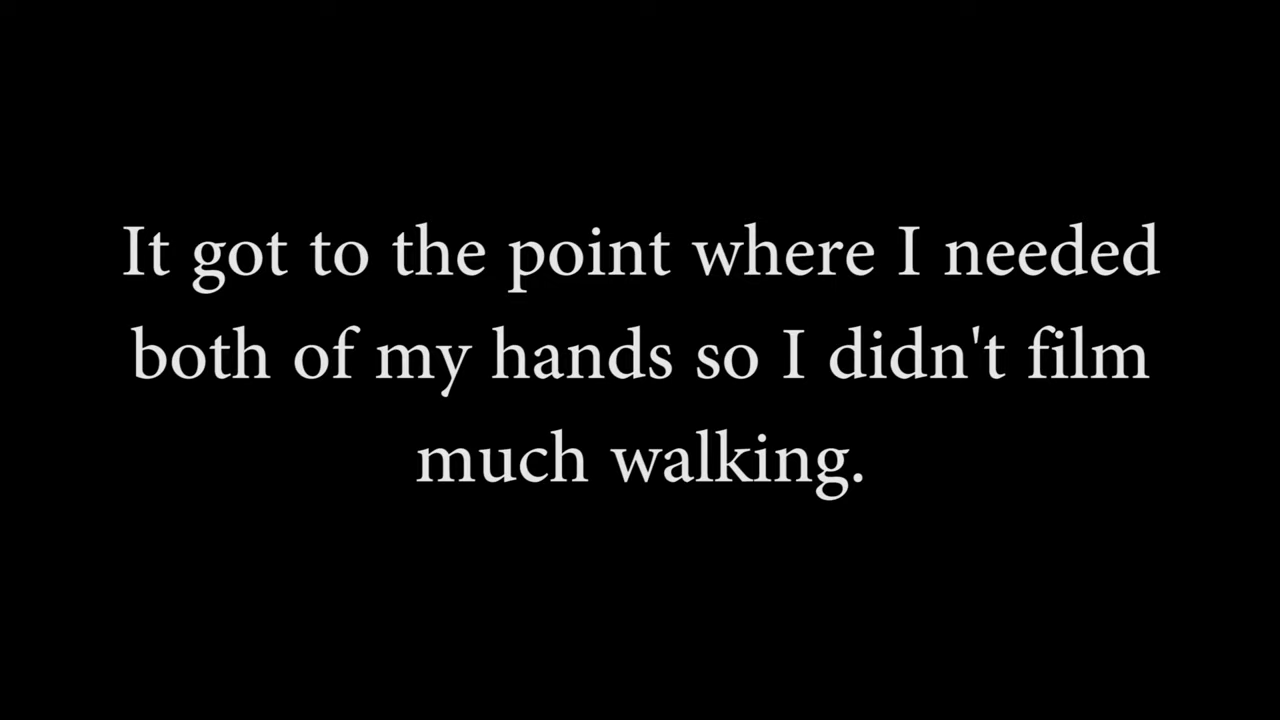 It got to the point where I needed
both of my hands so I didn't film
much walking.